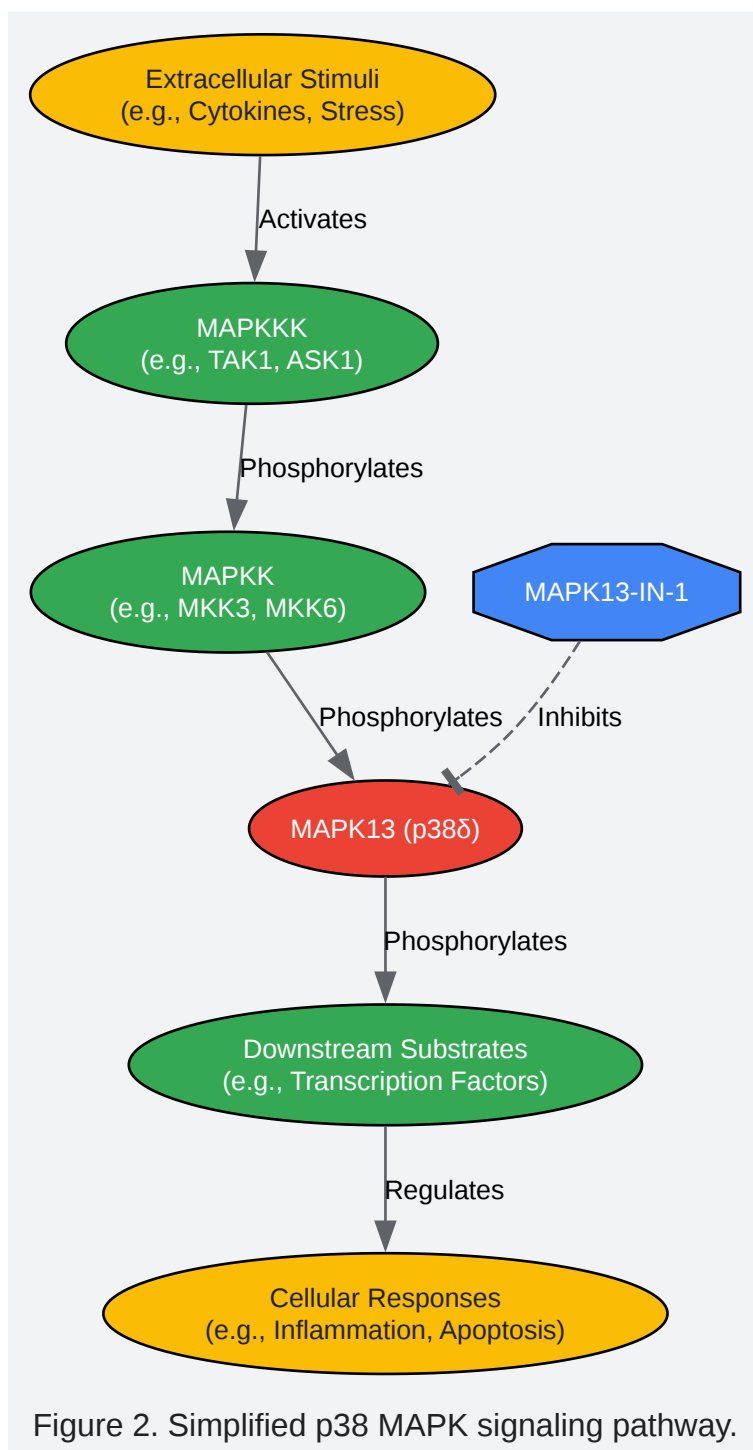 Extracellular Stimuli
(e.g., Cytokines, Stress)
Activates
MAPKKK
(e.g., TAK1, ASK1)
Phosphorylates
MAPKK
(e.g., MKK3, MKK6)
MAPK13-IN-1
Phosphorylates
Inhibits
MAPK13 (p38δ)
Phosphorylates
Downstream Substrates
(e.g., Transcription Factors)
Regulates
Cellular Responses
(e.g., Inflammation, Apoptosis)
Figure 2. Simplified p38 MAPK signaling pathway.